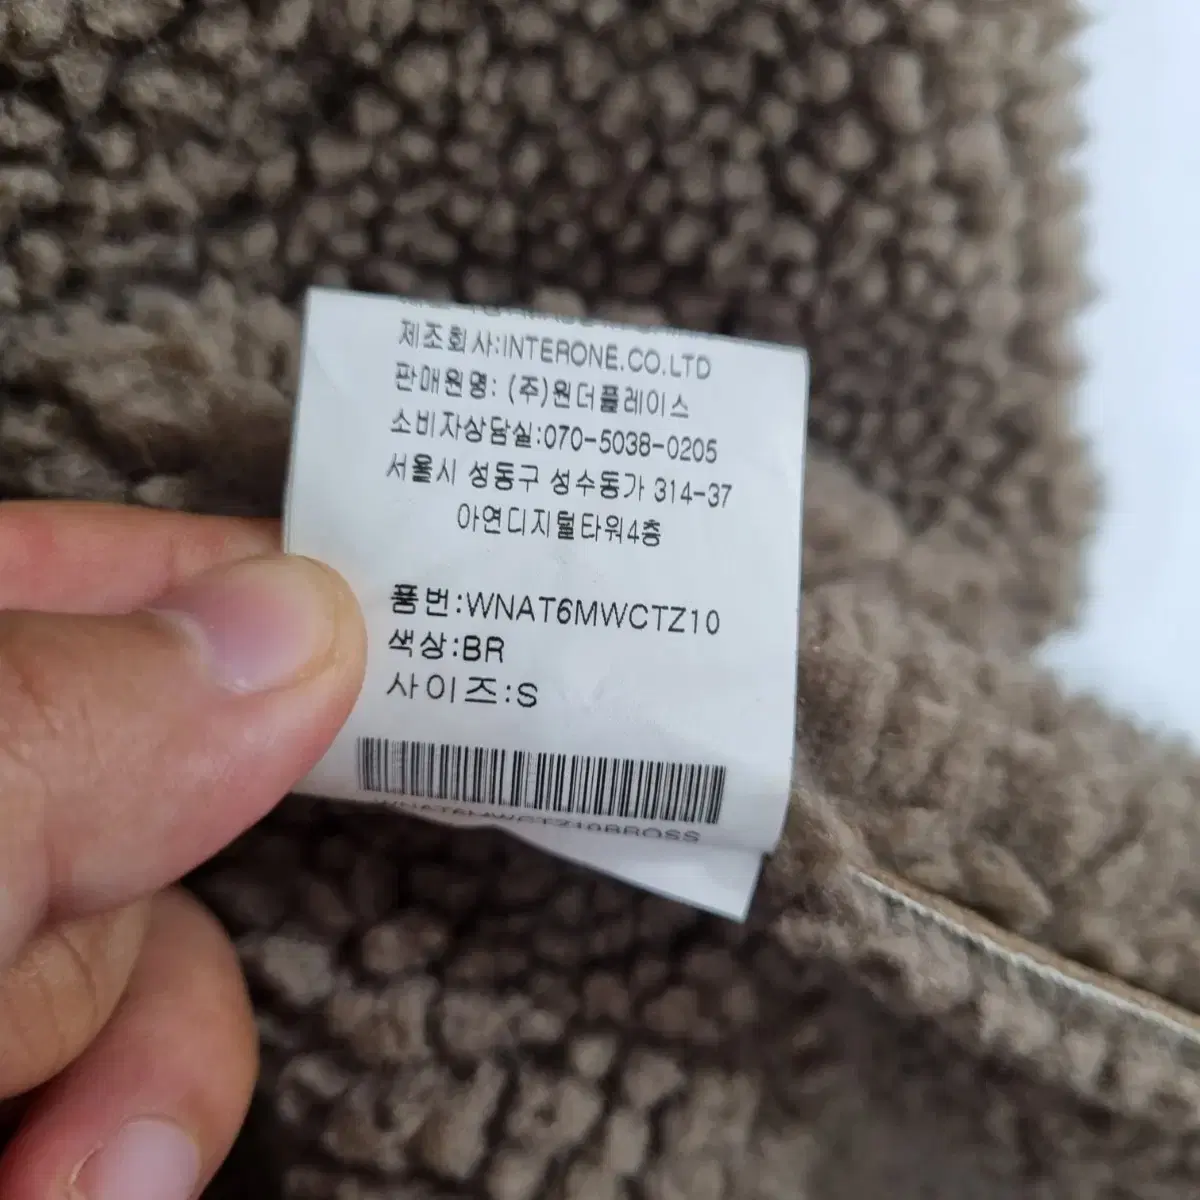 제조회사:INTERONE.CO.LTD
판매원명: (주)원더플레이스
소비자상담실:070-5038-0205
서울시 성동구 성수동가 314-37
아연디지털타워4층
품번:WNAT6MWCTZ10
색상:BR
사이즈:S
WNAT6MWCTZ10BROSS